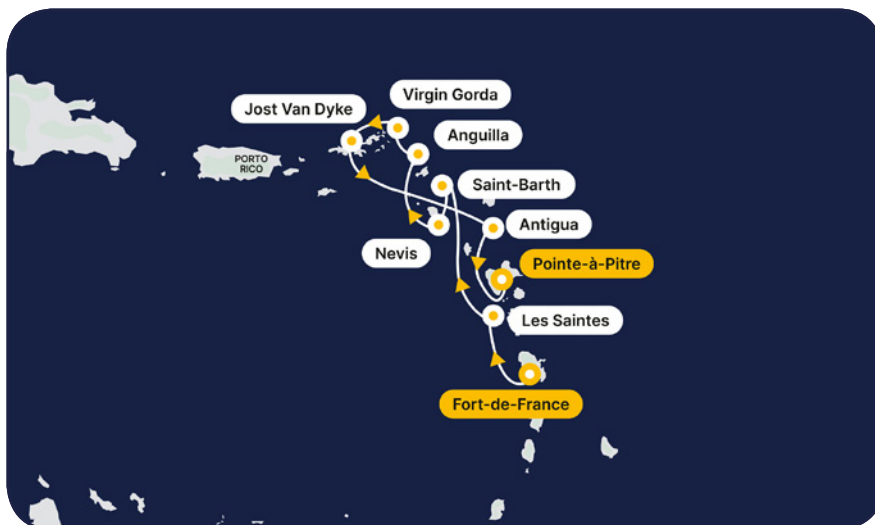 Virgin Gorda
Jost Van Dyke
Anguilla
PORTO
RICO
Saint-Barth
Antigua
Nevis
Pointe-à-Pitre
Les Saintes
Fort-de-France